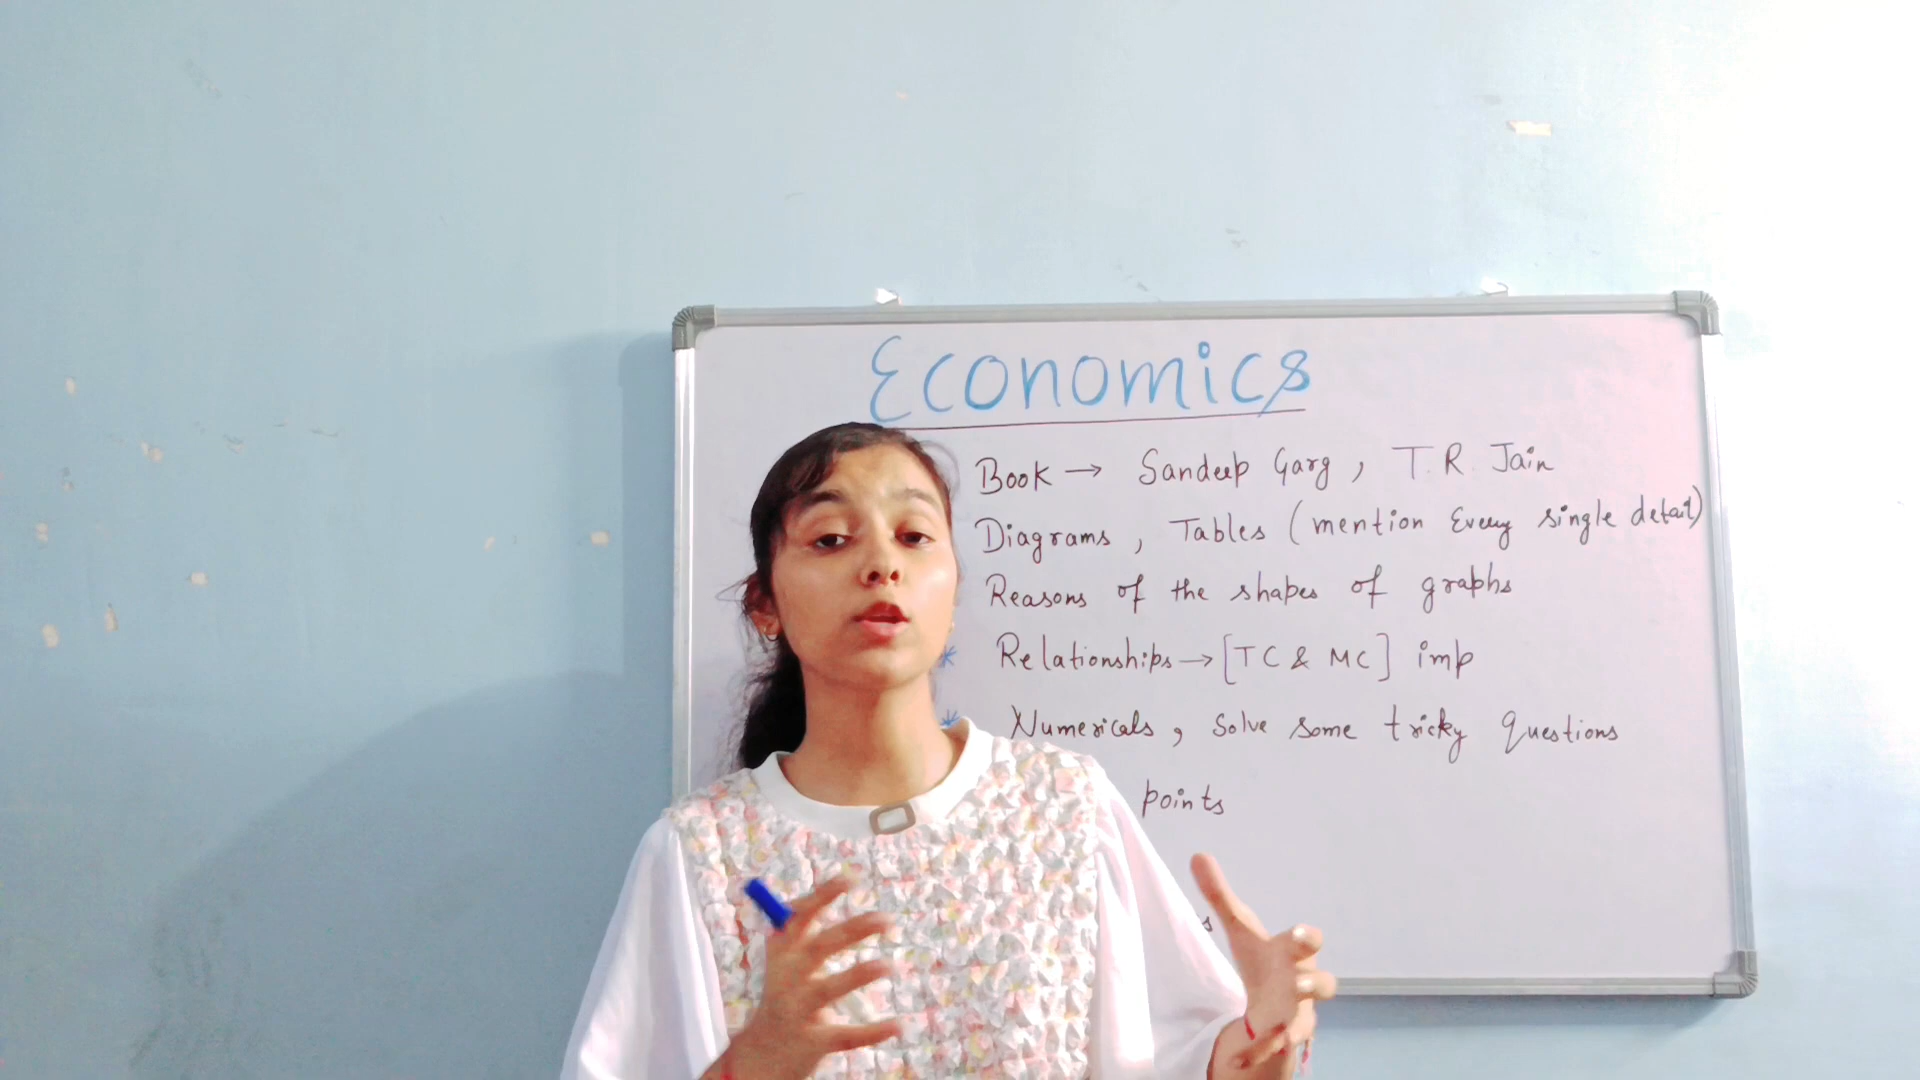 Economics
Book → Sandeep Garg, T.R. Jain
Diagrams, Tables (mention Every single detail)
Reasons of the shapes of graphs
* Relationships → [TC & MC] imp
* Numericals, Solve some tricky Questions
points
s